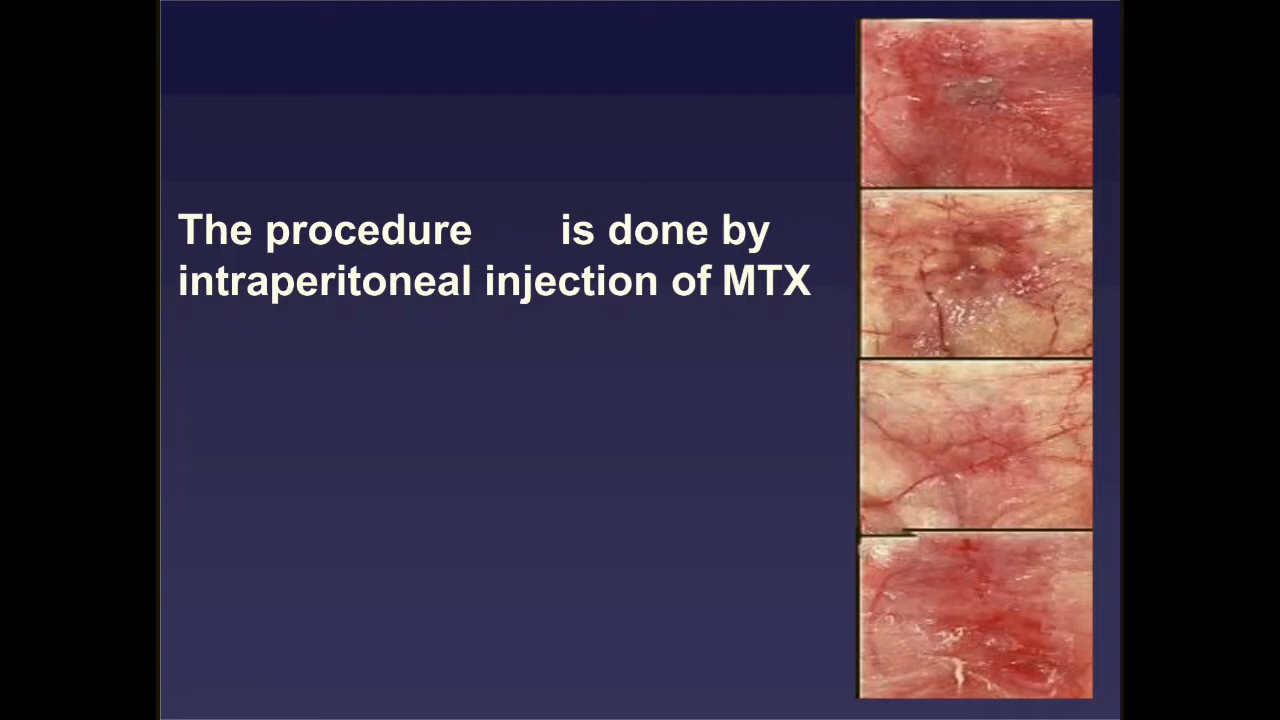 The procedure is done by
intraperitoneal injection of MTX